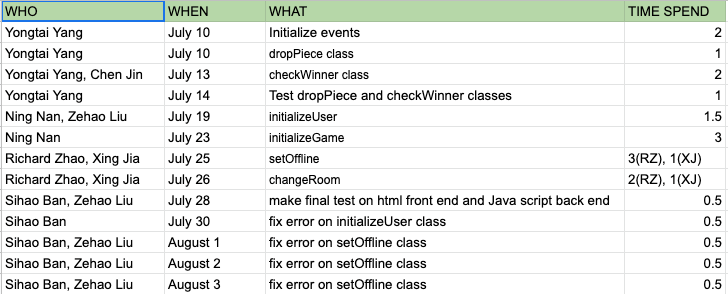 WHO WHEN WHAT TIME SPEND
Yongtai Yang July 10 Initialize events 2
Yongtai Yang July 10 dropPiece class 1
Yongtai Yang, Chen Jin July 13 checkWinner class 2
Yongtai Yang July 14 Test dropPiece and checkWinner classes 1
Ning Nan, Zehao Liu July 19 initializeUser 1.5
Ning Nan July 23 initializeGame 3
Richard Zhao, Xing Jia July 25 setOffline 3(RZ), 1(XJ)
Richard Zhao, Xing Jia July 26 changeRoom 2(RZ), 1(XJ)
Sihao Ban, Zehao Liu July 28 make final test on html front end and Java script back end 0.5
Sihao Ban July 30 fix error on initializeUser class 0.5
Sihao Ban, Zehao Liu August 1 fix error on setOffline class 0.5
Sihao Ban, Zehao Liu August 2 fix error on setOffline class 0.5
Sihao Ban, Zehao Liu August 3 fix error on setOffline class 0.5